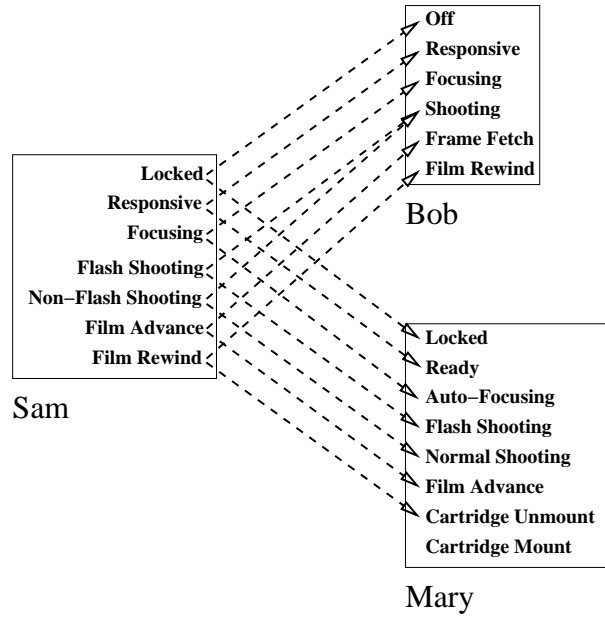 Off
Responsive
Focusing
Shooting
Frame Fetch
Film Rewind
Bob
Locked
Responsive
Focusing
Flash Shooting
Non−Flash Shooting
Film Advance
Film Rewind
Sam
Locked
Ready
Auto−Focusing
Flash Shooting
Normal Shooting
Film Advance
Cartridge Unmount
Cartridge Mount
Mary